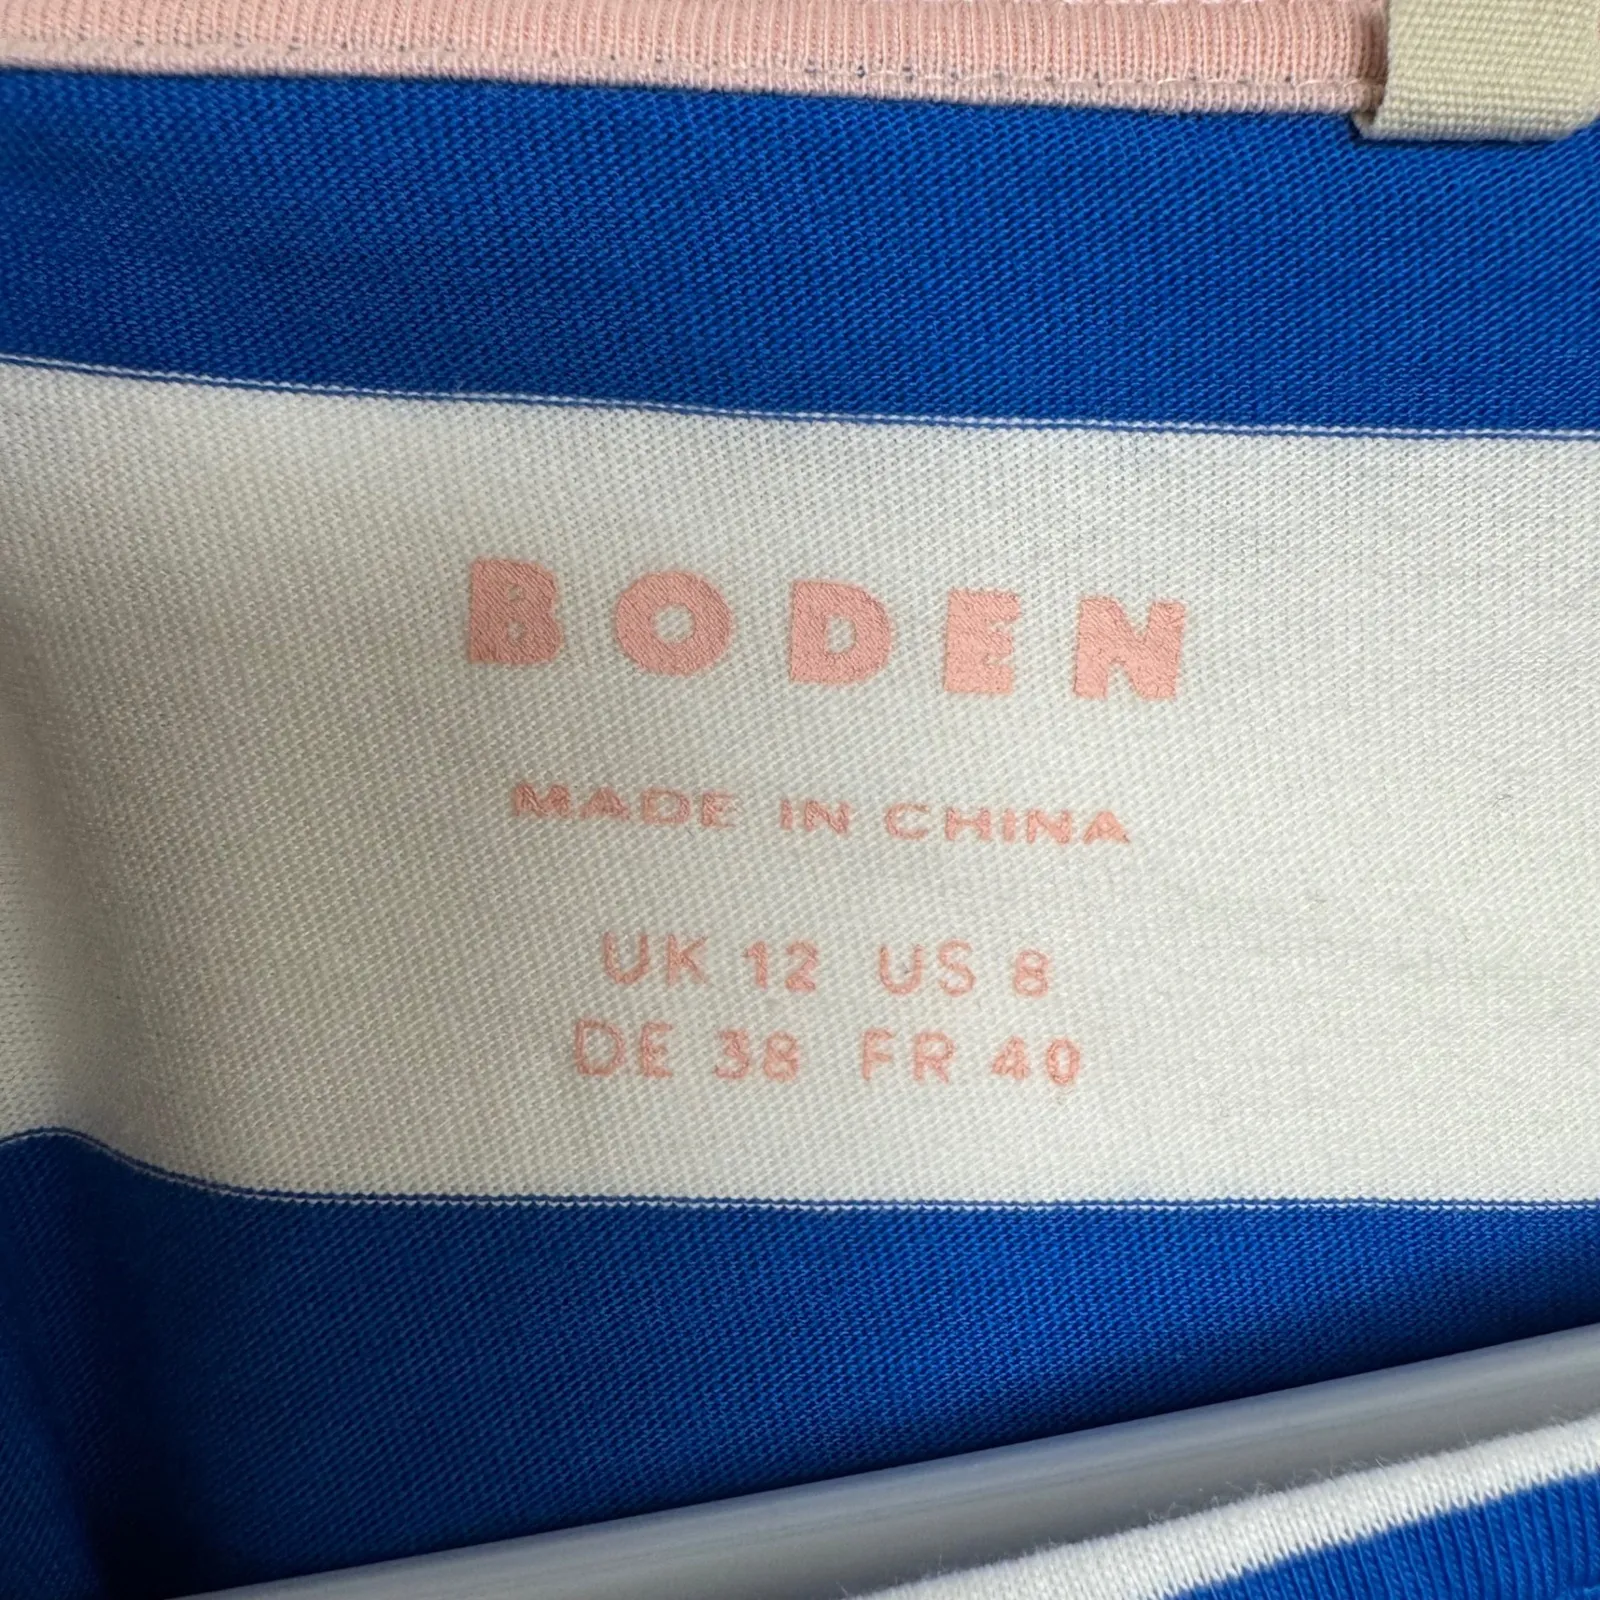 BODEN
MADE IN CHINA
UK 12 US 8
DE 38 FR 40